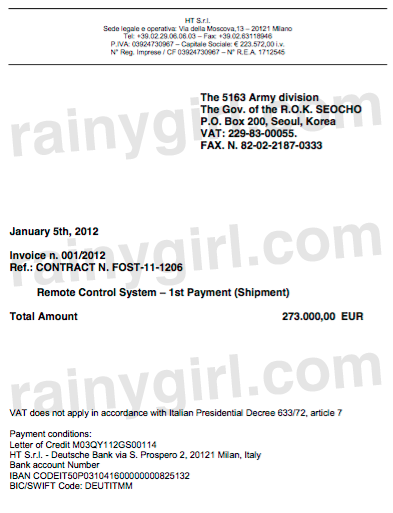 HT S.r.l.
Sede legale e operativa: Via della Moscova,13 – 20121 Milano
Tel: +39.02.29.06.06.03 – Fax: +39.02.63118946
P.IVA: 03924730967 – Capitale Sociale: € 223.572,00 i.v.
N° Reg. Imprese / CF 03924730967 – N° R.E.A. 1712545
The 5163 Army division
The Gov. of the R.O.K. SEOCHO
P.O. Box 200, Seoul, Korea
VAT: 229-83-00055.
FAX. N. 82-02-2187-0333
rainygirl.com
January 5th, 2012
Invoice n. 001/2012
Ref.: CONTRACT N. FOST-11-1206
rainygirl.com
Remote Control System – 1st Payment (Shipment)
Total Amount 273.000,00 EUR
rainygirl.com
VAT does not apply in accordance with Italian Presidential Decree 633/72, article 7
Payment conditions:
Letter of Credit M03QY112GS00114
HT S.r.l. - Deutsche Bank via S. Prospero 2, 20121 Milan, Italy
Bank account Number
IBAN CODEIT50P0310416000000000825132
BIC/SWIFT Code: DEUTITMM